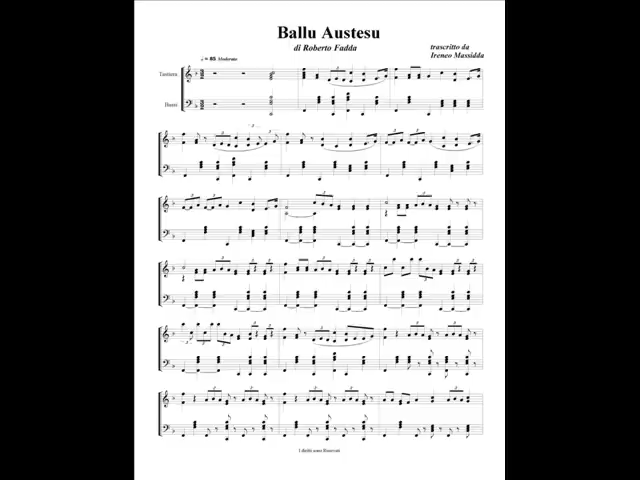 Ballu Austesu
di Roberto Fadda
trascritto da
Ireneo Massidda
= 85 Moderato
Tastiera
Bassi
I diritti sono Riservati